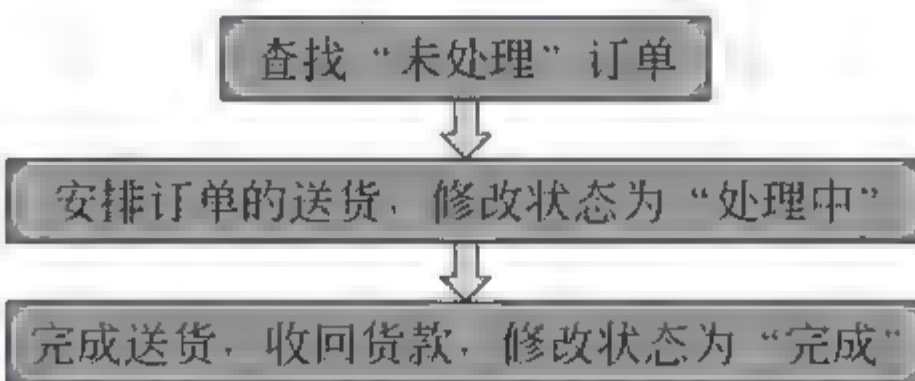 查找“未处理”订单
安排订单的送货，修改状态为“处理中”
完成送货，收回货款，修改状态为“完成”